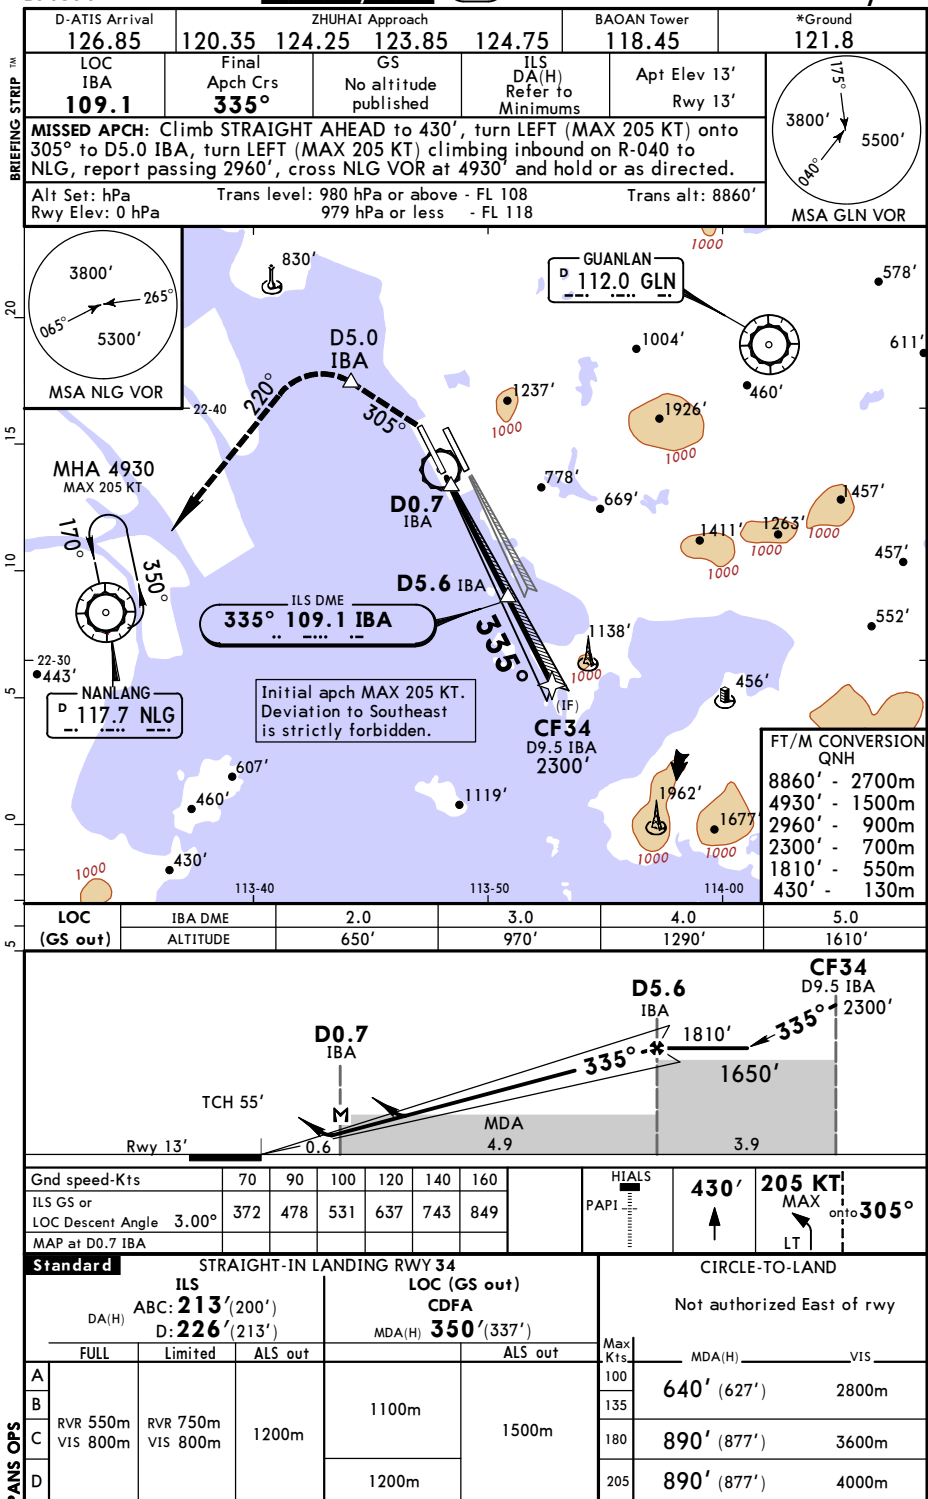 D-ATIS Arrival
126.85
ZHUHAI Approach
120.35 124.25 123.85 124.75
BAOAN Tower
118.45
*Ground
121.8
BRIEFING STRIP TM
LOC
IBA
109.1
Final
Apch Crs
335°
GS
No altitude
published
ILS
DA(H)
Refer to
Minimums
Apt Elev 13'
Rwy 13'
MISSED APCH: Climb STRAIGHT AHEAD to 430', turn LEFT (MAX 205 KT) onto
305° to D5.0 IBA, turn LEFT (MAX 205 KT) climbing inbound on R-040 to
NLG, report passing 2960', cross NLG VOR at 4930' and hold or as directed.
Alt Set: hPa
Rwy Elev: 0 hPa
Trans level: 980 hPa or above - FL 108
979 hPa or less - FL 118
Trans alt: 8860'
175°
3800'
5500'
040°
MSA GLN VOR
3800'
265°
065°
5300'
MSA NLG VOR
830'
1000
GUANLAN
D 112.0 GLN
578'
20
D5.0
IBA
1004'
611'
460'
220°
305°
22-40
1237'
1000
1926'
1000
15
MHA 4930
MAX 205 KT
D0.7
IBA
778'
669'
1457'
1000
1411'
1000
1263'
1000
170°
350°
10
457'
D5.6 IBA
ILS DME
335° 109.1 IBA
335°
552'
1138'
1000
22-30
443'
NANLANG
D 117.7 NLG
5
Initial apch MAX 205 KT.
Deviation to Southeast
is strictly forbidden.
(IF)
CF34
D9.5 IBA
2300'
456'
FT/M CONVERSION
QNH
8860' - 2700m
4930' - 1500m
2960' - 900m
2300' - 700m
1810' - 550m
430' - 130m
607'
460'
1119'
1962'
1000
1677'
1000
0
430'
1000
113-40
113-50
114-00
5
LOC
(GS out)
IBA DME 2.0 3.0 4.0 5.0
ALTITUDE 650' 970' 1290' 1610'
CF34
D9.5 IBA
2300'
D5.6
IBA
1810'
335°
335°
1650'
D0.7
IBA
M
TCH 55'
MDA
Rwy 13'
0.6
4.9
3.9
Gnd speed-Kts 70 90 100 120 140 160
ILS GS or
LOC Descent Angle 3.00° 372 478 531 637 743 849
MAP at D0.7 IBA
HIALS
PAPI
430'
205 KT
MAX
LT
onto 305°
Standard
STRAIGHT-IN LANDING RWY 34
CIRCLE-TO-LAND
ILS
DA(H)
ABC: 213'(200')
D: 226'(213')
LOC (GS out)
CDFA
MDA(H) 350'(337')
Not authorized East of rwy
FULL Limited ALS out
ALS out
Max
Kts
MDA(H)
VIS
A
B
C
D
RVR 550m
VIS 800m
RVR 750m
VIS 800m
1200m
1100m
1200m
1500m
100
135
640' (627') 2800m
180 890' (877') 3600m
205 890' (877') 4000m
PANS OPS